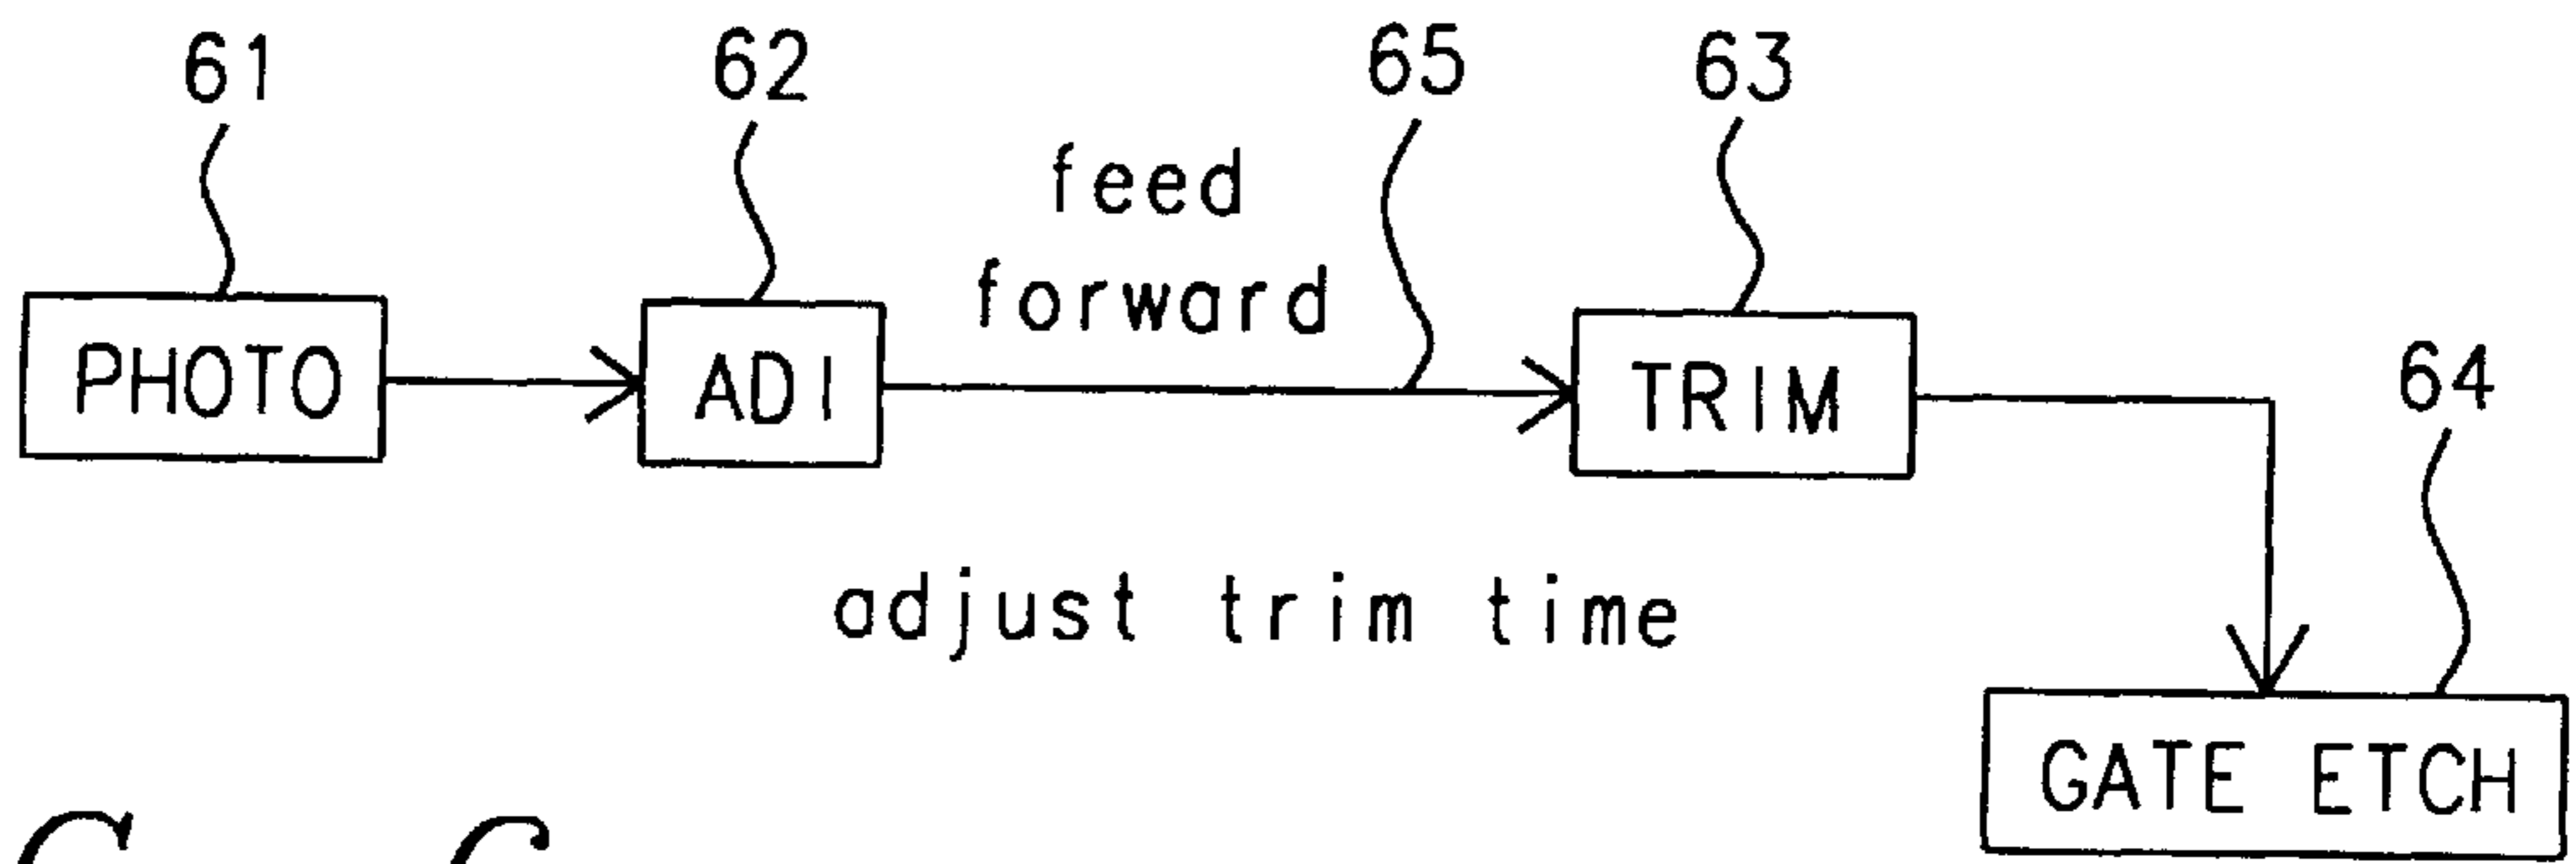 61
62
65
63
feed
forward
PHOTO
ADI
TRIM
64
adjust trim time
GATE ETCH